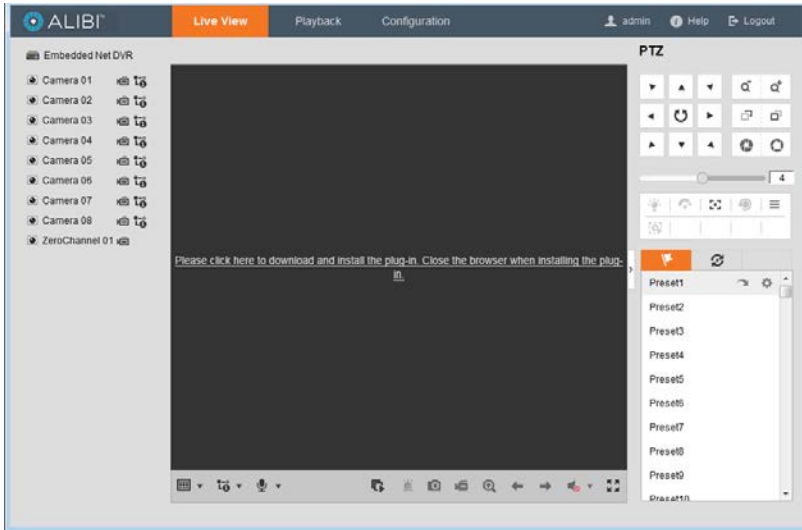 ALIBI™ Live View Playback Configuration admin Help Logout
Embedded Net DVR
Camera 01
Camera 02
Camera 03
Camera 04
Camera 05
Camera 06
Camera 07
Camera 08
ZeroChannel 01
Please click here to download and install the plug-in. Close the browser when installing the plug-
in.
PTZ
4
Preset1
Preset2
Preset3
Preset4
Preset5
Preset6
Preset7
Preset8
Preset9
Preset10